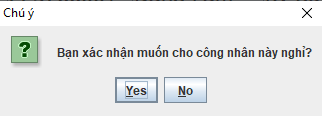 Chú ý
?
Bạn xác nhận muốn cho công nhân này nghỉ?
Yes No